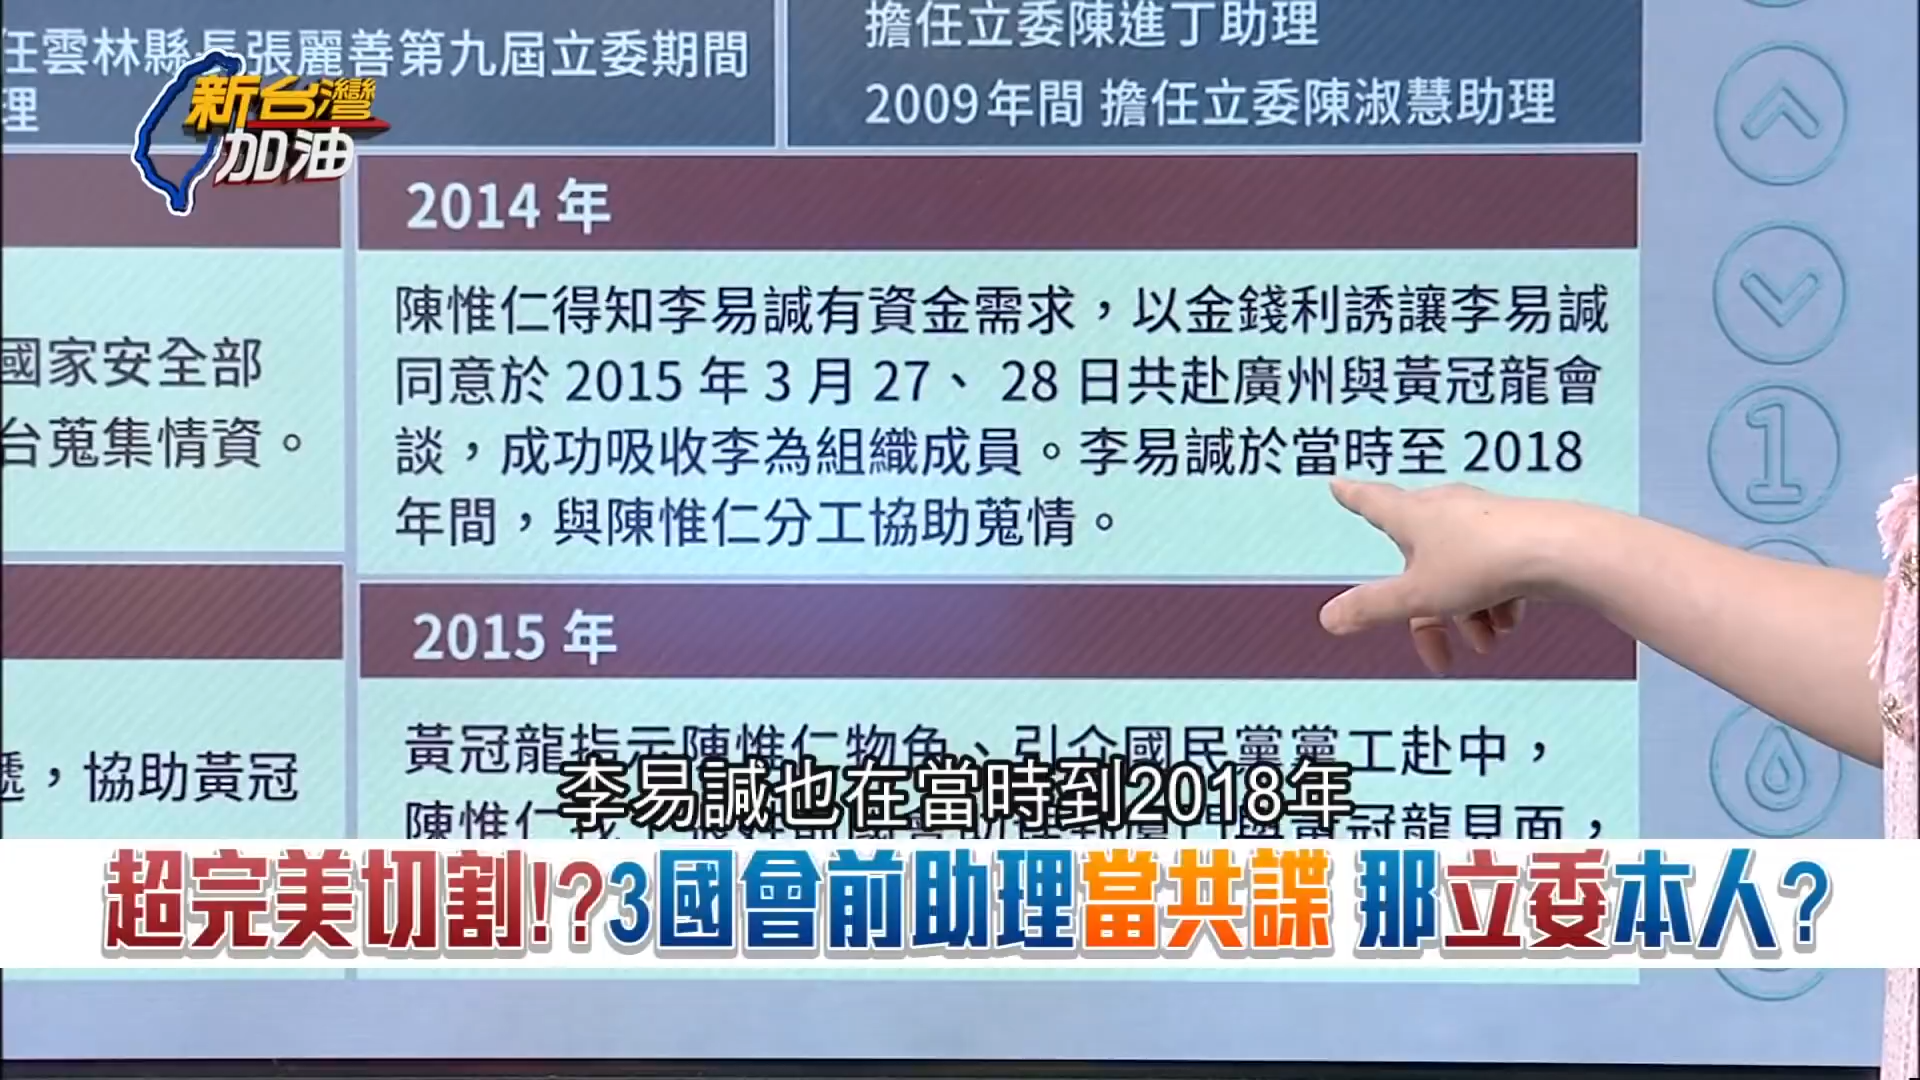 任雲林縣長張麗善第九屆立委期間
理
擔任立委陳進丁助理
2009年間 擔任立委陳淑慧助理
新台灣
加油
2014 年
陳惟仁得知李易諴有資金需求，以金錢利誘讓李易諴
同意於 2015 年 3 月 27、 28 日共赴廣州與黃冠龍會
談，成功吸收李為組織成員。李易諴於當時至 2018
年間，與陳惟仁分工協助蒐情。
國家安全部
台蒐集情資。
2015 年
黃冠龍指示陳惟仁物色、引介國民黨黨工赴中，
遞，協助黃冠
李易諴也在當時到2018年
超完美切割!?3國會前助理當共諜 那立委本人?
1